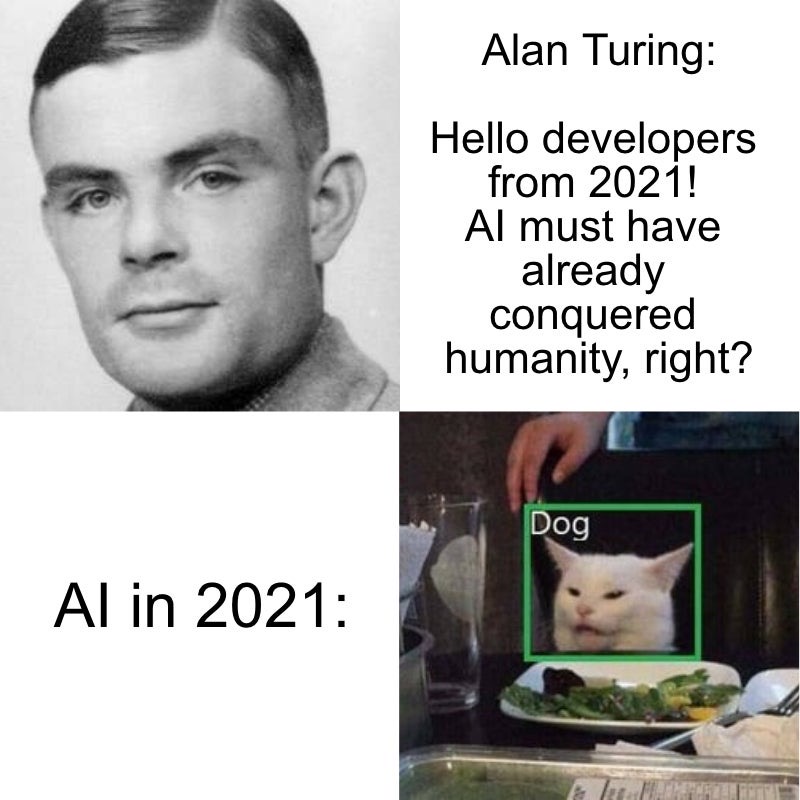 Alan Turing:
Hello developers
from 2021!
AI must have
already
conquered
humanity, right?
AI in 2021:
Dog